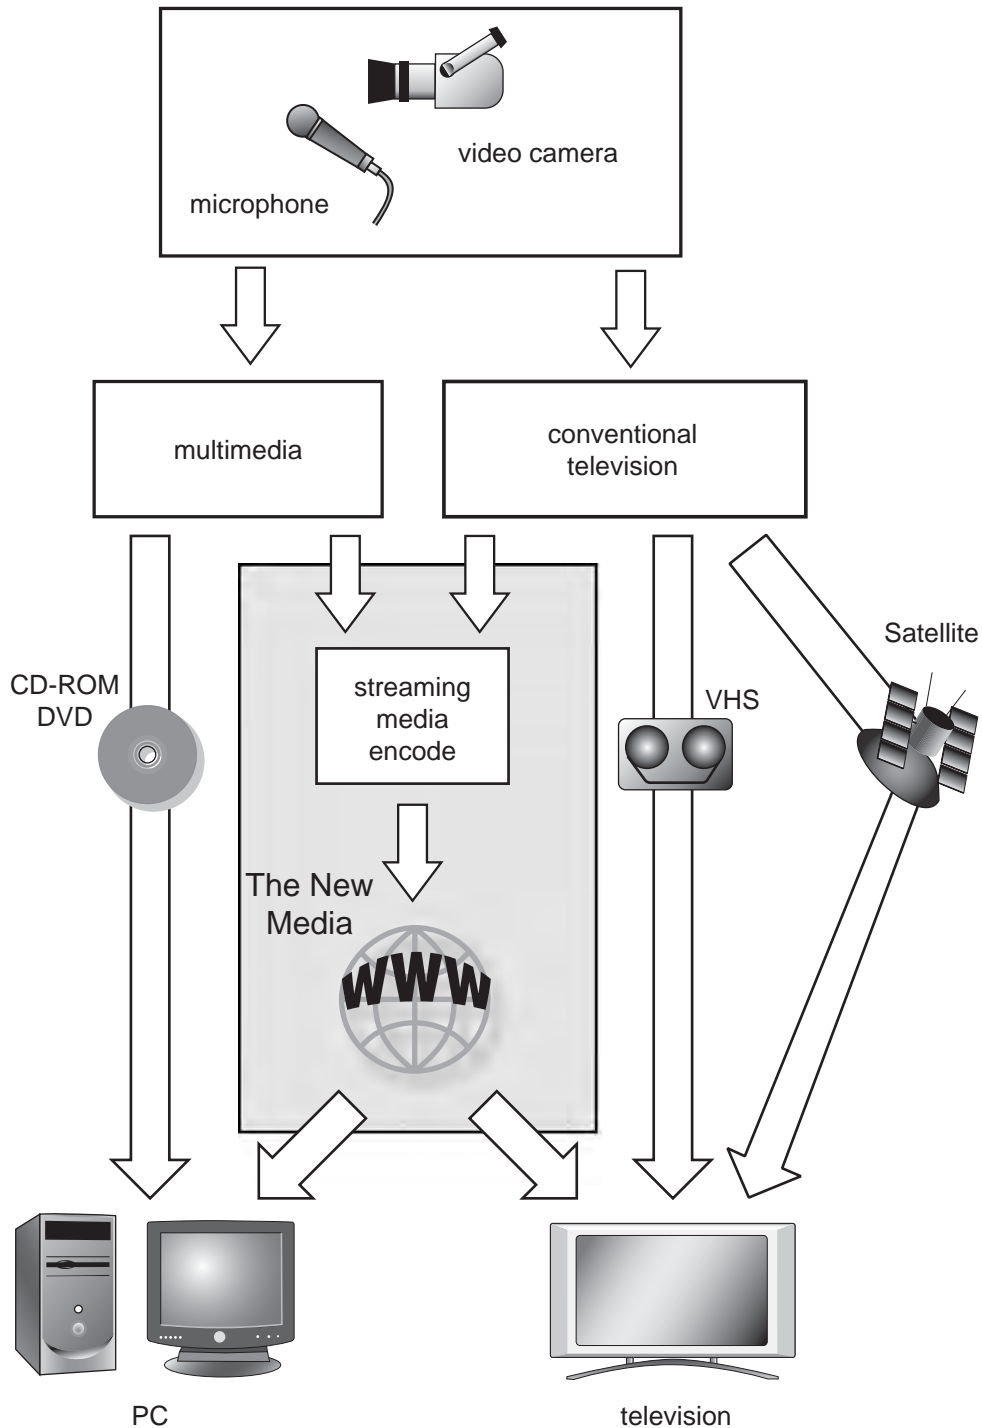 video camera
microphone
multimedia
conventional
television
Satellite
CD-ROM
DVD
streaming
media
encode
VHS
The New
Media
WWW
PC
television